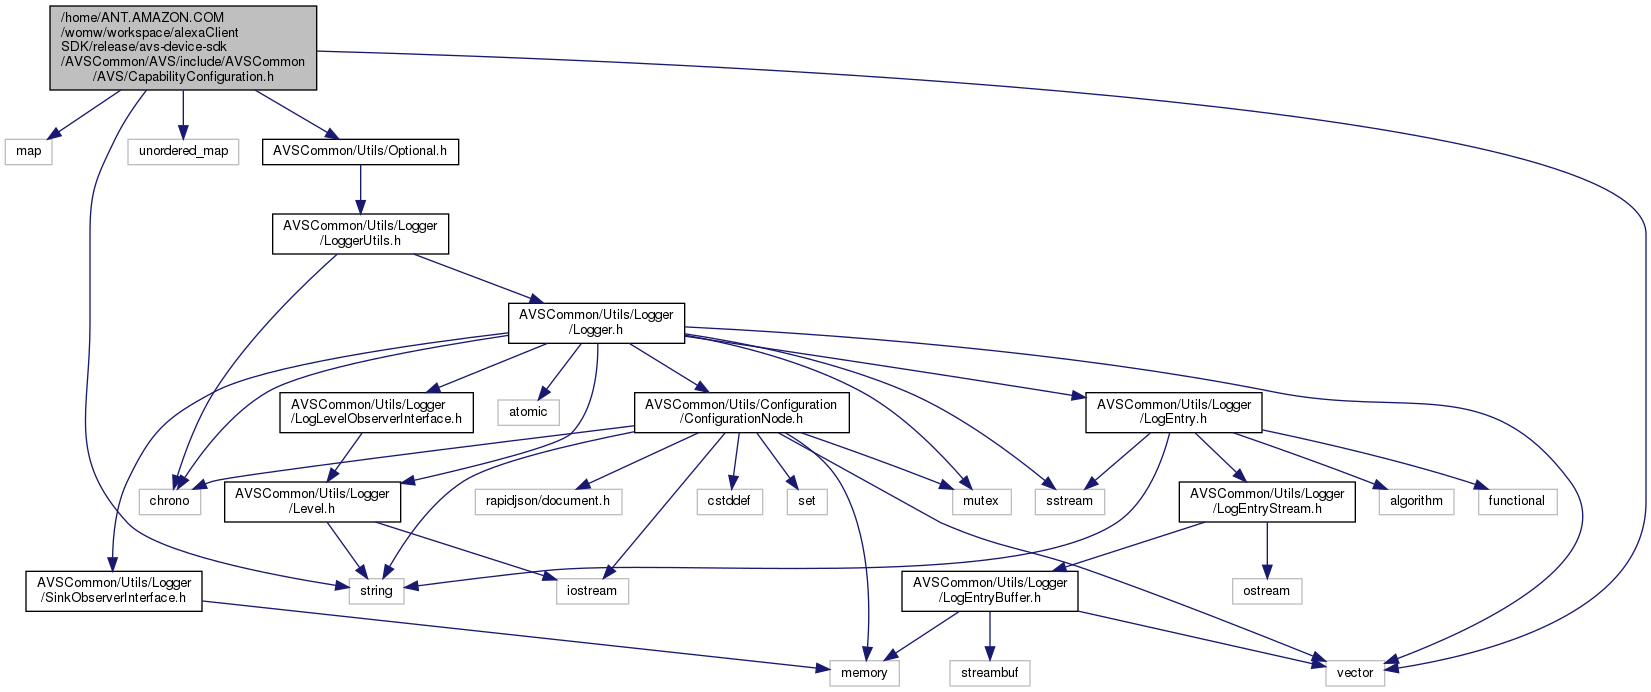 /home/ANT.AMAZON.COM
/womw/workspace/alexaClient
SDK/release/avs-device-sdk
/AVSCommon/AVS/include/AVSCommon
/AVS/CapabilityConfiguration.h
map
unordered_map
AVSCommon/Utils/Optional.h
AVSCommon/Utils/Logger
/LoggerUtils.h
AVSCommon/Utils/Logger
/Logger.h
AVSCommon/Utils/Logger
/LogLevelObserverInterface.h
atomic
AVSCommon/Utils/Configuration
/ConfigurationNode.h
AVSCommon/Utils/Logger
/LogEntry.h
chrono
AVSCommon/Utils/Logger
/Level.h
rapidjson/document.h
cstddef
set
mutex
sstream
AVSCommon/Utils/Logger
/LogEntryStream.h
algorithm
functional
AVSCommon/Utils/Logger
/SinkObserverInterface.h
string
iostream
AVSCommon/Utils/Logger
/LogEntryBuffer.h
ostream
memory
streambuf
vector